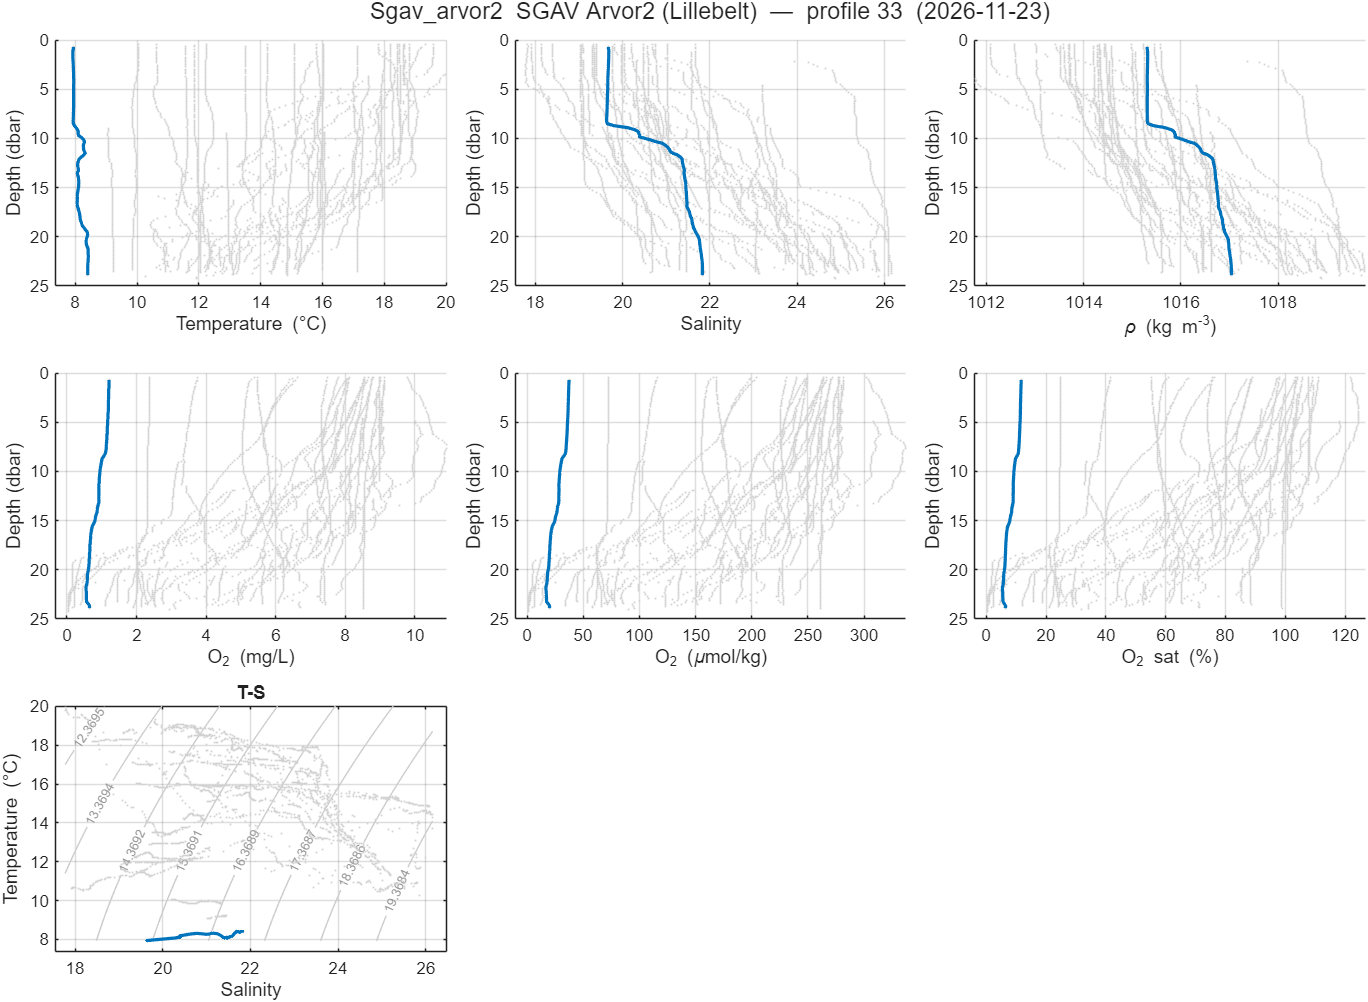 Sgav_arvor2  SGAV Arvor2 (Lillebelt)  —  profile 33  (2026-11-23)
0
5
10
15
20
25
Depth (dbar)
8 10 12 14 16 18 20
Temperature (°C)
0
5
10
15
20
25
Depth (dbar)
18 20 22 24 26
Salinity
0
5
10
15
20
25
Depth (dbar)
1012 1014 1016 1018
ρ (kg m⁻³)
0
5
10
15
20
25
Depth (dbar)
0 2 4 6 8 10
O₂ (mg/L)
0
5
10
15
20
25
Depth (dbar)
0 50 100 150 200 250 300
O₂ (μmol/kg)
0
5
10
15
20
25
Depth (dbar)
0 20 40 60 80 100 120
O₂ sat (%)
T-S
20
18
16
14
12
10
8
Temperature (°C)
12.3695
13.3694
14.3692
15.3691
16.3689
17.3687
18.3686
19.3684
18 20 22 24 26
Salinity